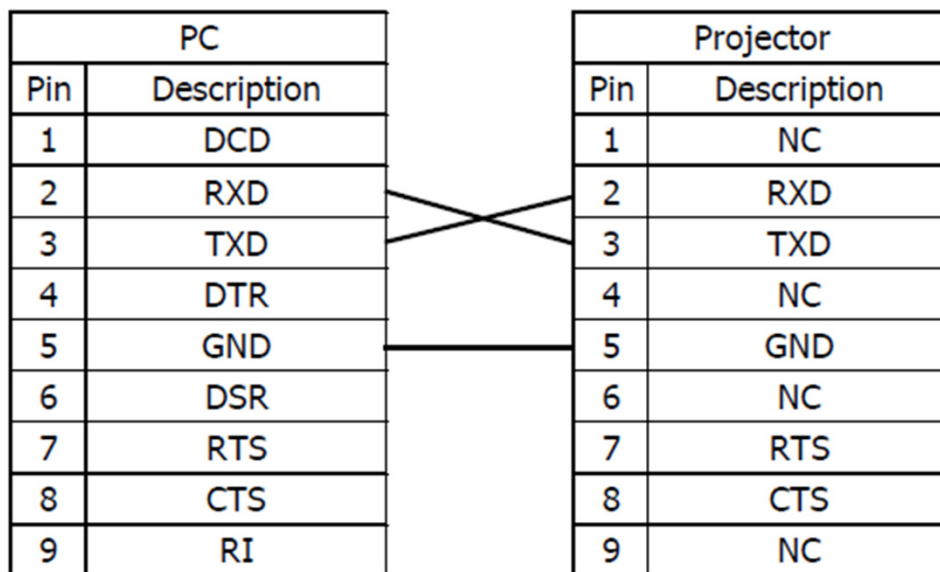 PC Projector
Pin Description Pin Description
1 DCD 1 NC
2 RXD 2 RXD
3 TXD 3 TXD
4 DTR 4 NC
5 GND 5 GND
6 DSR 6 NC
7 RTS 7 RTS
8 CTS 8 CTS
9 RI 9 NC